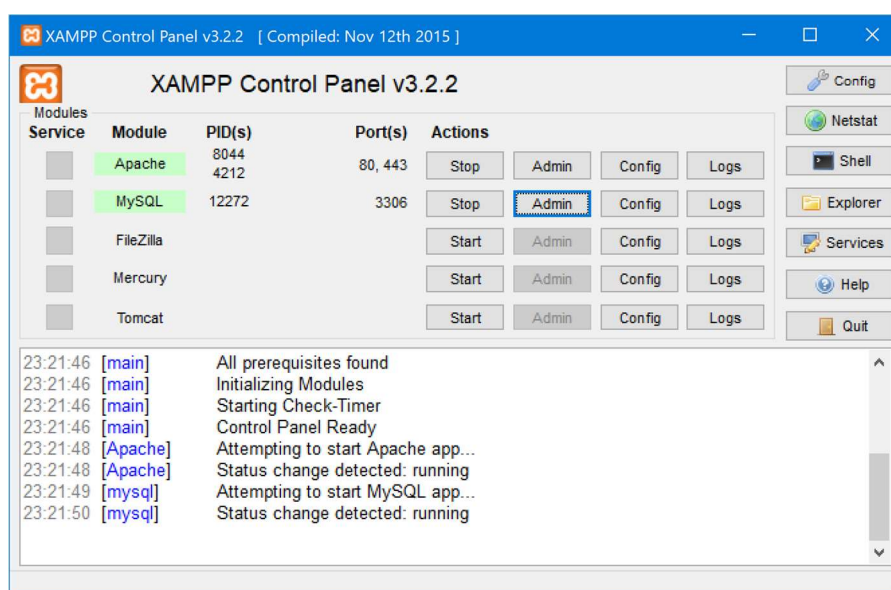 XAMPP Control Panel v3.2.2 [ Compiled: Nov 12th 2015 ]
XAMPP Control Panel v3.2.2
Config
Netstat
Shell
Explorer
Services
Help
Quit
Modules
Service Module PID(s) Port(s) Actions
Apache 8044 4212 80, 443 Stop Admin Config Logs
MySQL 12272 3306 Stop Admin Config Logs
FileZilla Start Admin Config Logs
Mercury Start Admin Config Logs
Tomcat Start Admin Config Logs
23:21:46 [main] All prerequisites found
23:21:46 [main] Initializing Modules
23:21:46 [main] Starting Check-Timer
23:21:46 [main] Control Panel Ready
23:21:48 [Apache] Attempting to start Apache app...
23:21:48 [Apache] Status change detected: running
23:21:49 [mysql] Attempting to start MySQL app...
23:21:50 [mysql] Status change detected: running